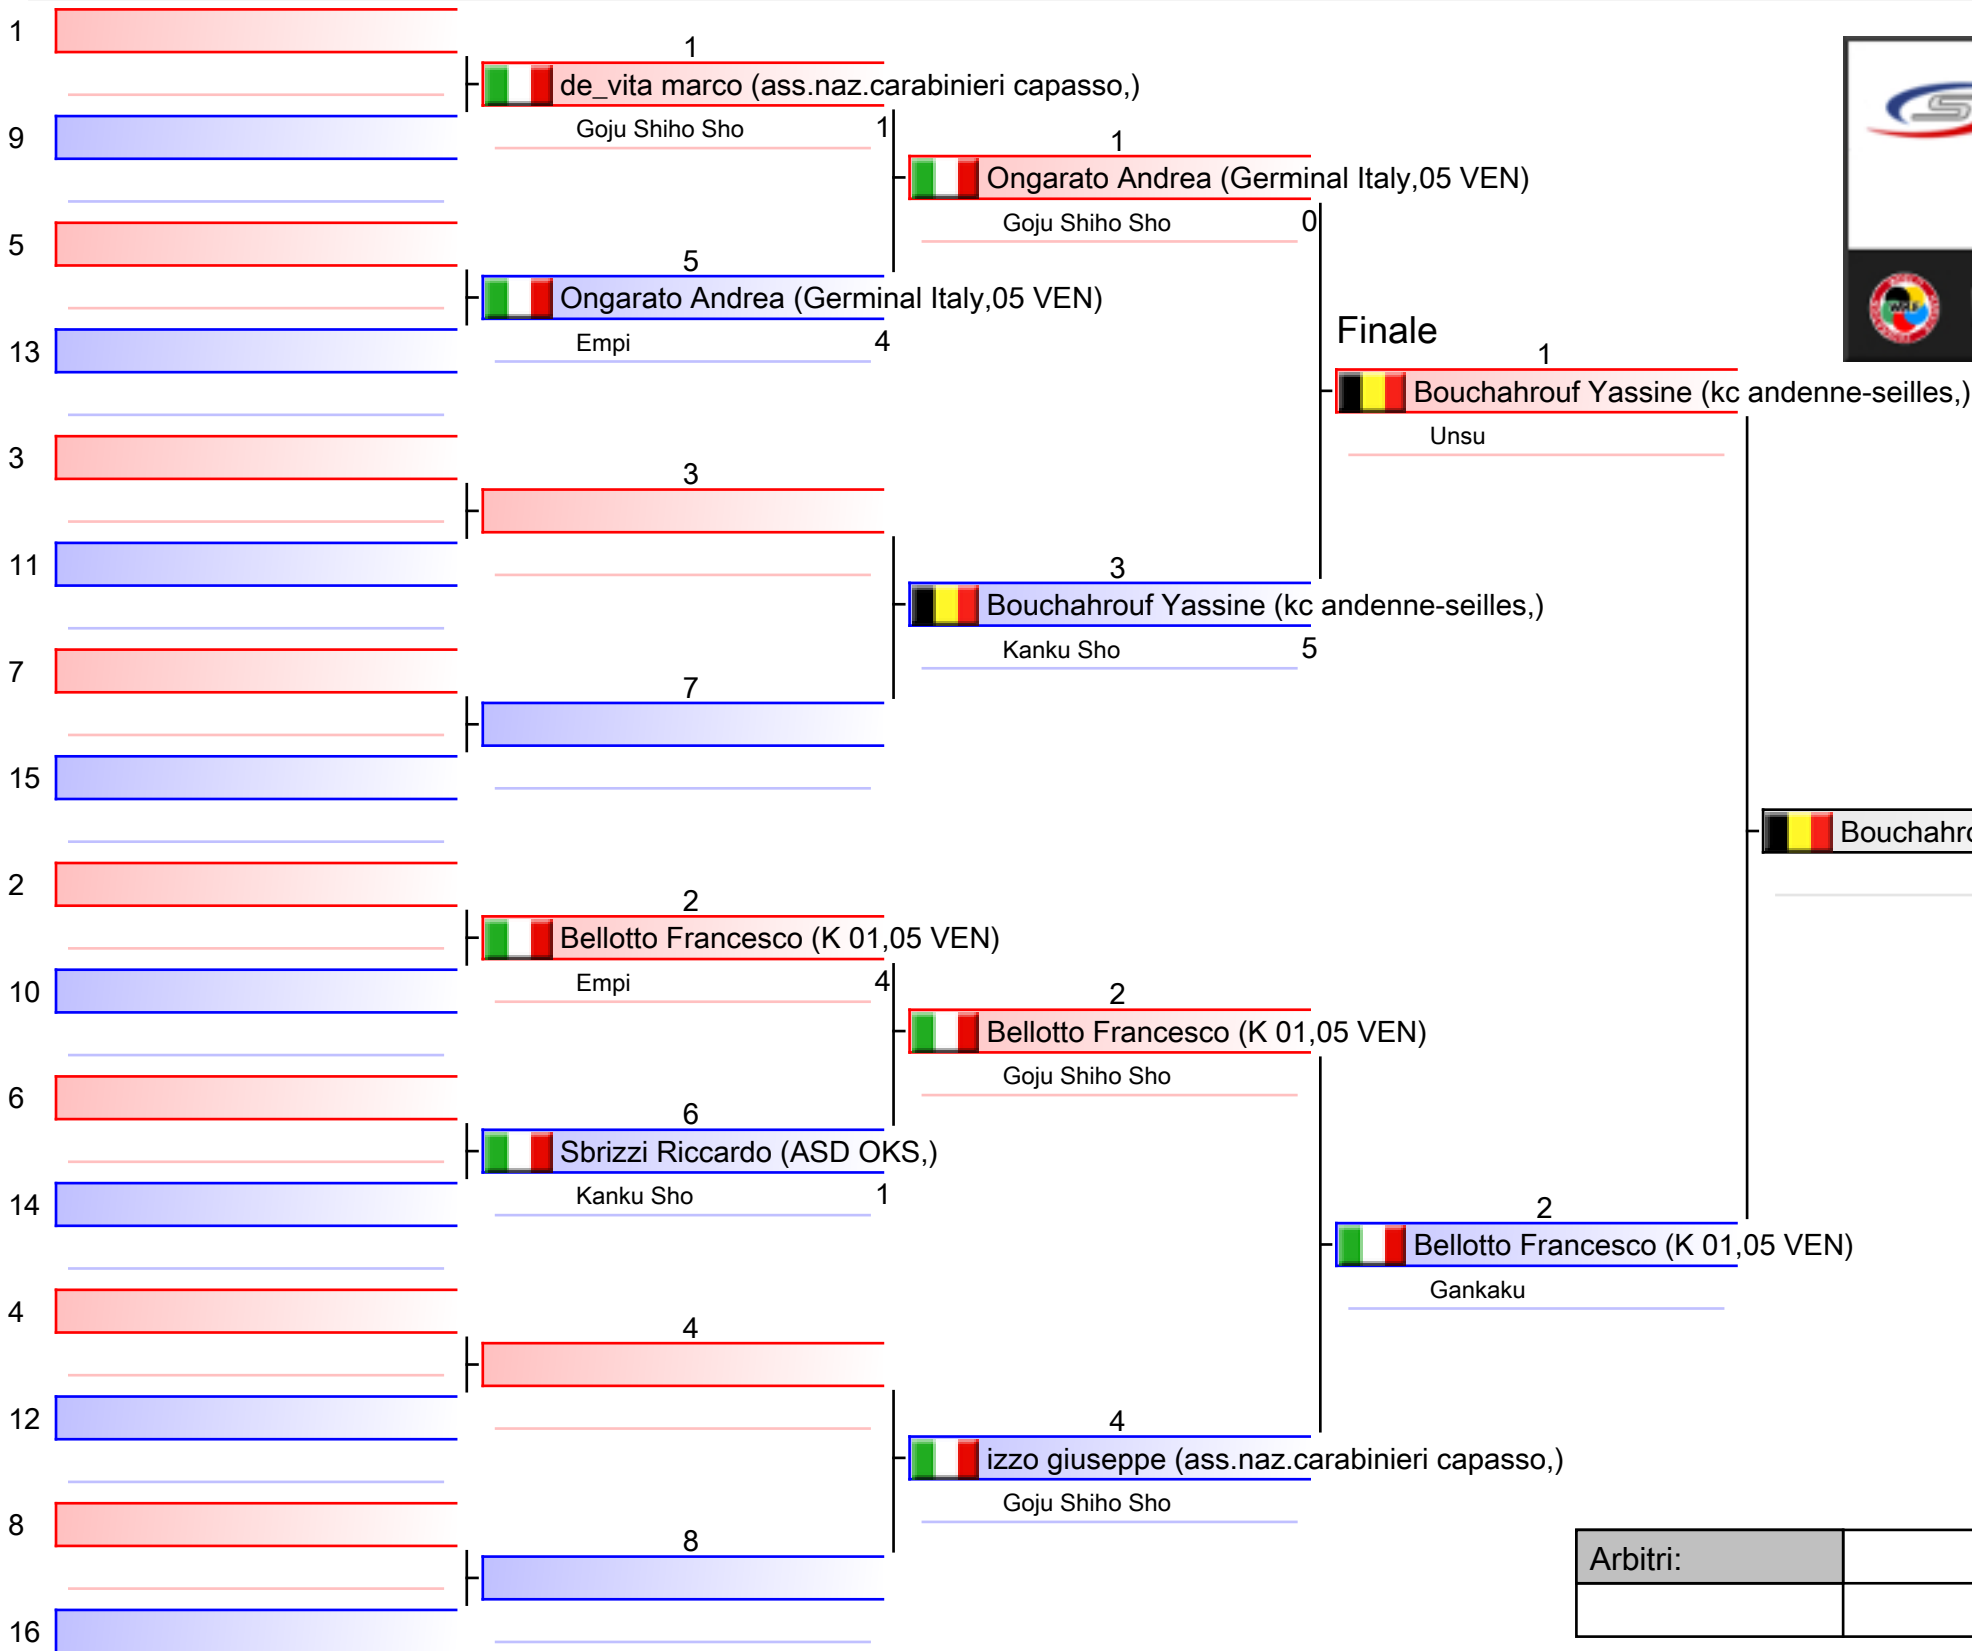 1
9
5
13
3
11
7
15
2
10
6
14
4
12
8
16
1
de_vita marco (ass.naz.carabinieri capasso,)
Goju Shiho Sho 1
5
Ongarato Andrea (Germinal Italy,05 VEN)
Empi 4
3
7
2
Bellotto Francesco (K 01,05 VEN)
Empi 4
6
Sbrizzi Riccardo (ASD OKS,)
Kanku Sho 1
4
8
1
Ongarato Andrea (Germinal Italy,05 VEN)
Goju Shiho Sho 0
3
Bouchahrouf Yassine (kc andenne-seilles,)
Kanku Sho 5
2
Bellotto Francesco (K 01,05 VEN)
Goju Shiho Sho
4
izzo giuseppe (ass.naz.carabinieri capasso,)
Goju Shiho Sho
Finale
1
Bouchahrouf Yassine (kc andenne-seilles,)
Unsu
2
Bellotto Francesco (K 01,05 VEN)
Gankaku
Arbitri: